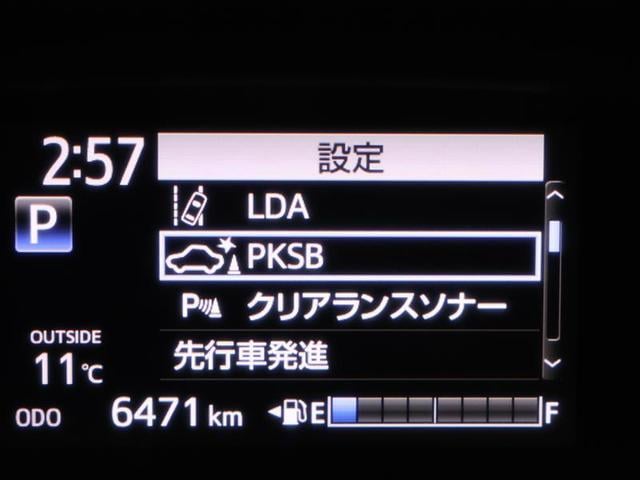 2:57
設定
P
LDA
PKSB
P クリアランスソナー
先行車発進
OUTSIDE
11℃
ODO 6471 km E F